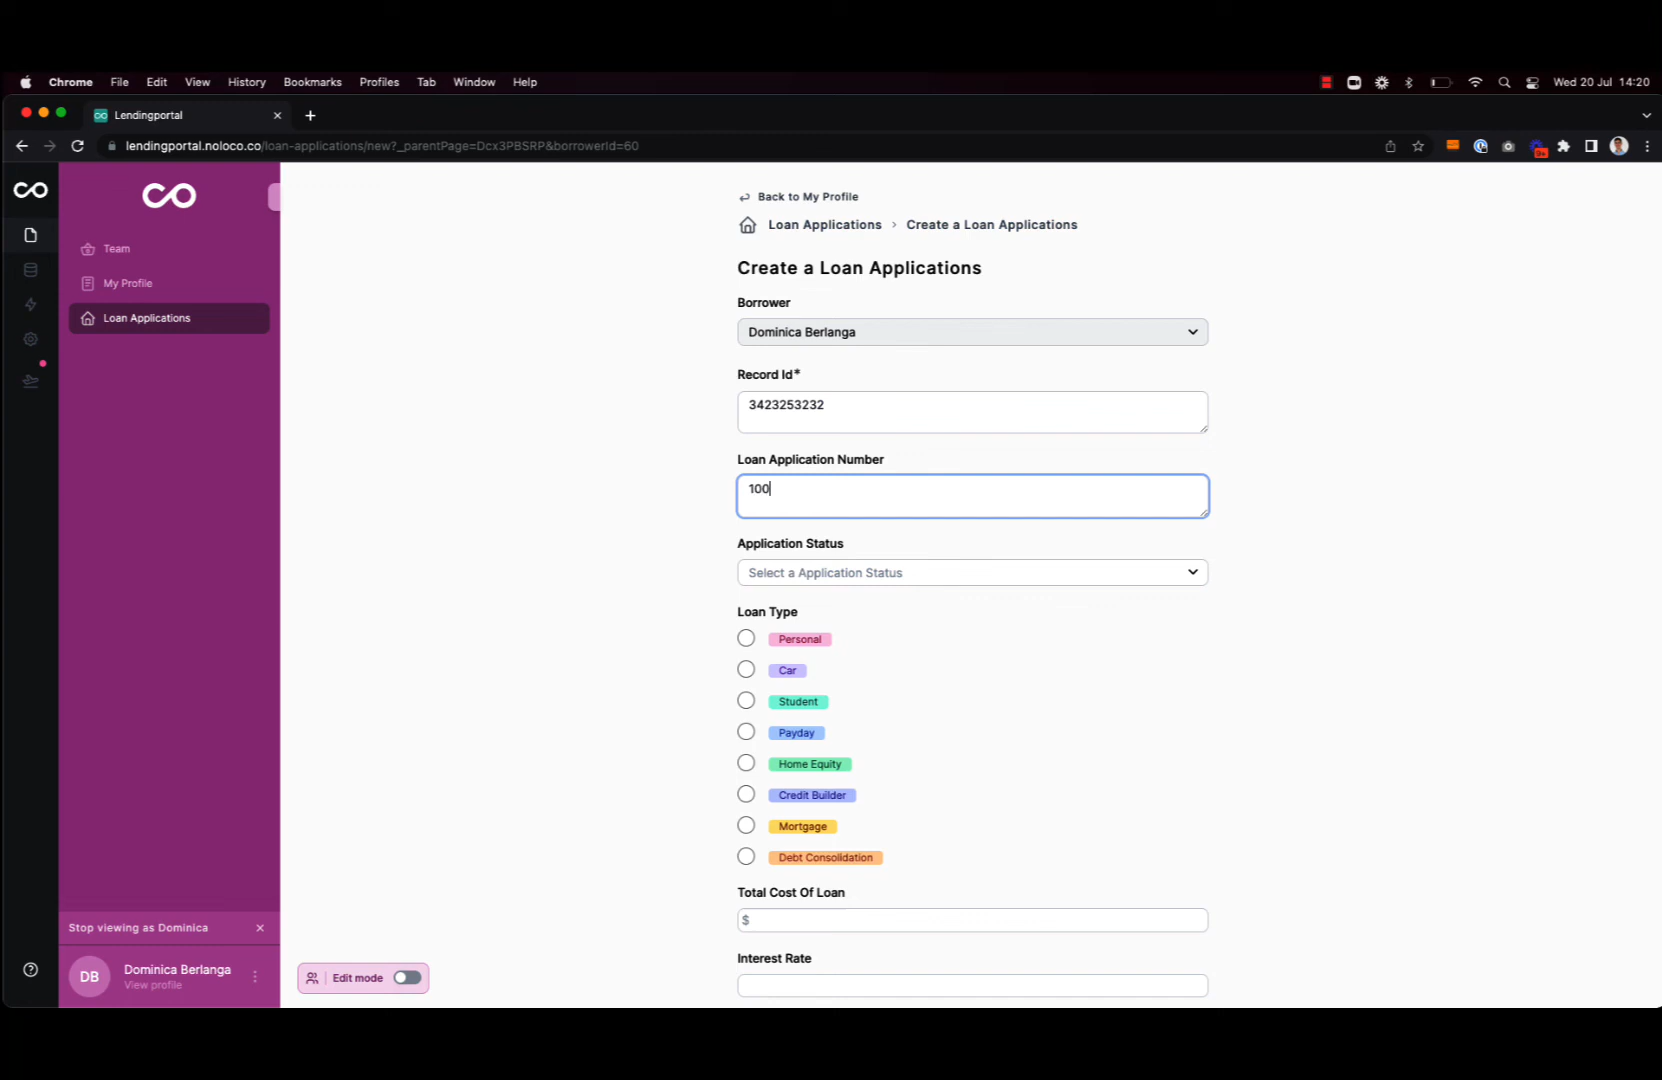 Chrome File Edit View History Bookmarks Profiles Tab Window Help Wed 20 Jul 14:20
Lendingportal
lendingportal.noloco.co/loan-applications/new?_parentPage=Dcx3PBSRP&borrowerId=60
Team
My Profile
Loan Applications
Stop viewing as Dominica
DB
Dominica Berlanga
View profile
Edit mode
Back to My Profile
Loan Applications > Create a Loan Applications
Create a Loan Applications
Borrower
Dominica Berlanga
Record Id*
3423253232
Loan Application Number
100
Application Status
Select a Application Status
Loan Type
Personal
Car
Student
Payday
Home Equity
Credit Builder
Mortgage
Debt Consolidation
Total Cost Of Loan
$
Interest Rate